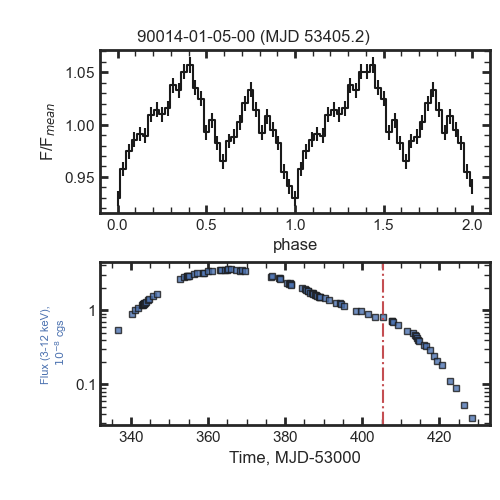 90014-01-05-00 (MJD 53405.2)
F/Fmean
1.05
1.00
0.95
0.0 0.5 1.0 1.5 2.0
phase
Flux (3-12 keV),
10⁻⁸ cgs
1
0.1
340 360 380 400 420
Time, MJD-53000